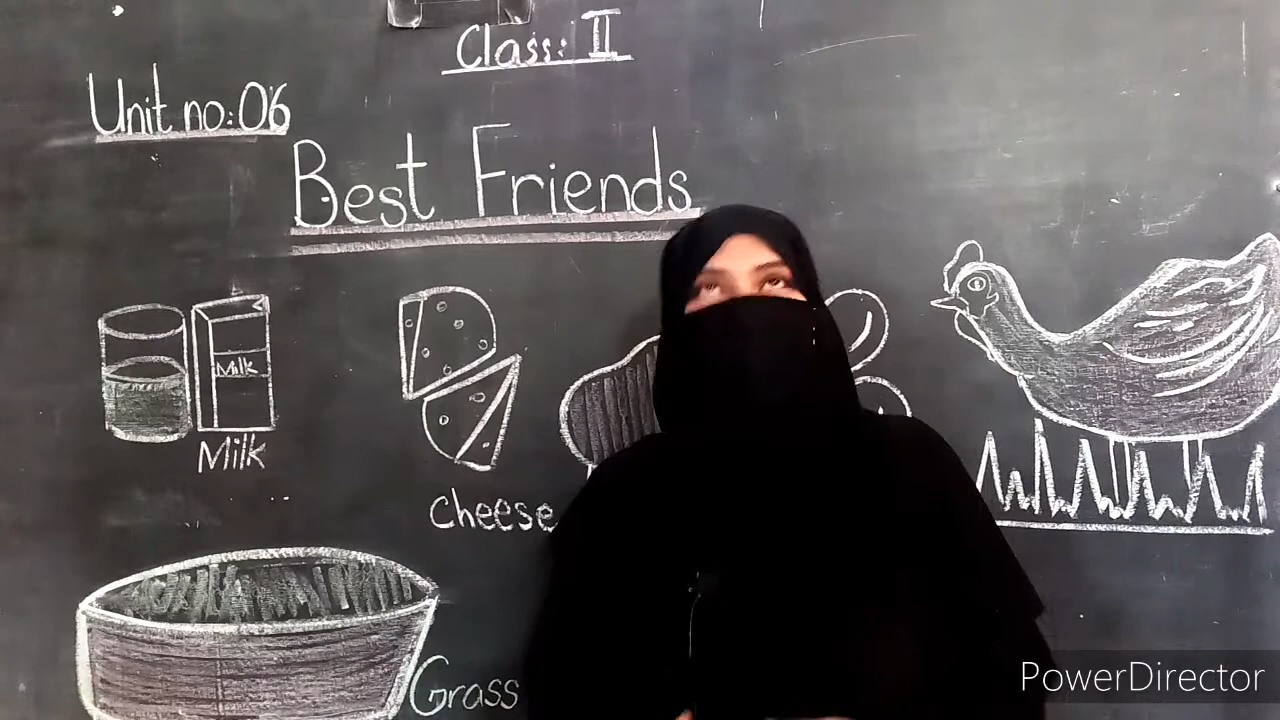 Class: II
Unit no: 06
Best Friends
Milk
Milk
cheese
Grass
PowerDirector